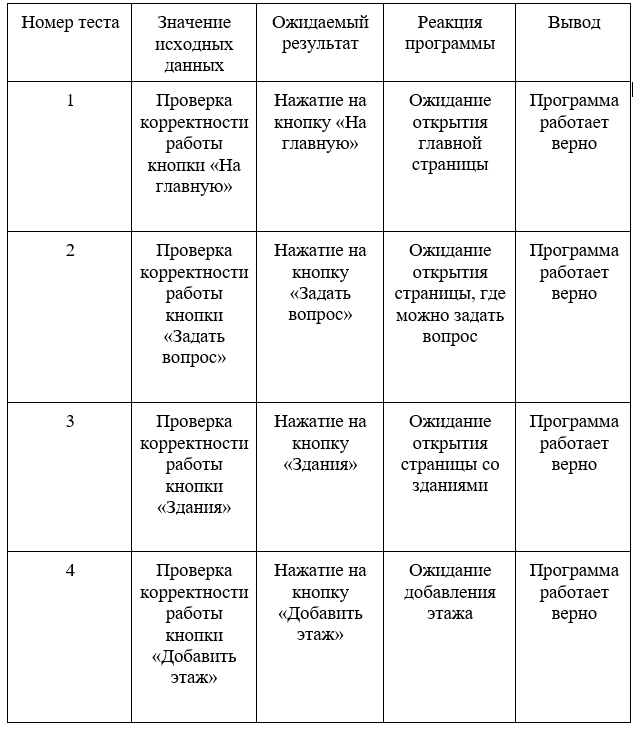 Номер теста
Значение
исходных
данных
Ожидаемый
результат
Реакция
программы
Вывод
1
Проверка
корректности
работы
кнопки «На
главную»
Нажатие на
кнопку «На
главную»
Ожидание
открытия
главной
страницы
Программа
работает
верно
2
Проверка
корректности
работы
кнопки
«Задать
вопрос»
Нажатие на
кнопку
«Задать
вопрос»
Ожидание
открытия
страницы, где
можно задать
вопрос
Программа
работает
верно
3
Проверка
корректности
работы
кнопки
«Здания»
Нажатие на
кнопку
«Здания»
Ожидание
открытия
страницы со
зданиями
Программа
работает
верно
4
Проверка
корректности
работы
кнопки
«Добавить
этаж»
Нажатие на
кнопку
«Добавить
этаж»
Ожидание
добавления
этажа
Программа
работает
верно